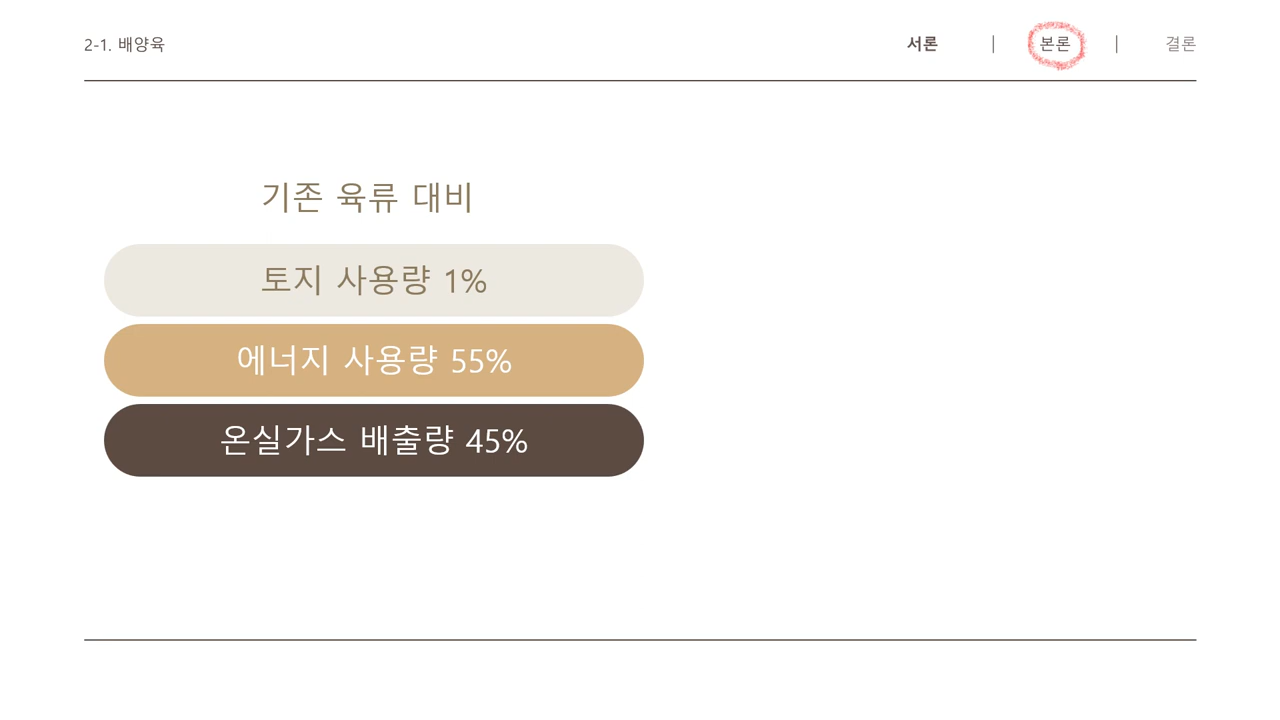 2-1. 배양육
서론 | 본론 | 결론
기존 육류 대비
토지 사용량 1%
에너지 사용량 55%
온실가스 배출량 45%